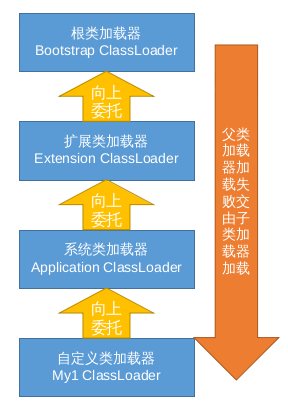 根类加载器
Bootstrap ClassLoader
向上
委托
扩展类加载器
Extension ClassLoader
向上
委托
系统类加载器
Application ClassLoader
向上
委托
自定义类加载器
My1 ClassLoader
父类
加载
器加
载失
败交
由子
类加
载器
加载